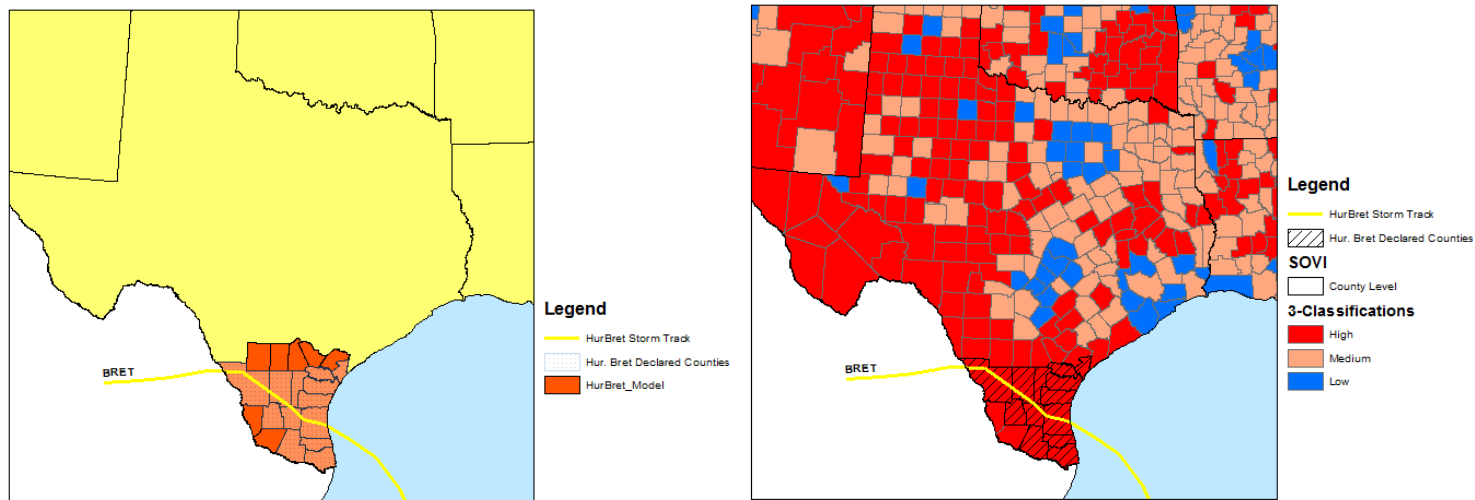 BRET
Legend
HurBret Storm Track
Hur. Bret Declared Counties
HurBret_Model
BRET
Legend
HurBret Storm Track
Hur. Bret Declared Counties
SOVI
County Level
3-Classifications
High
Medium
Low